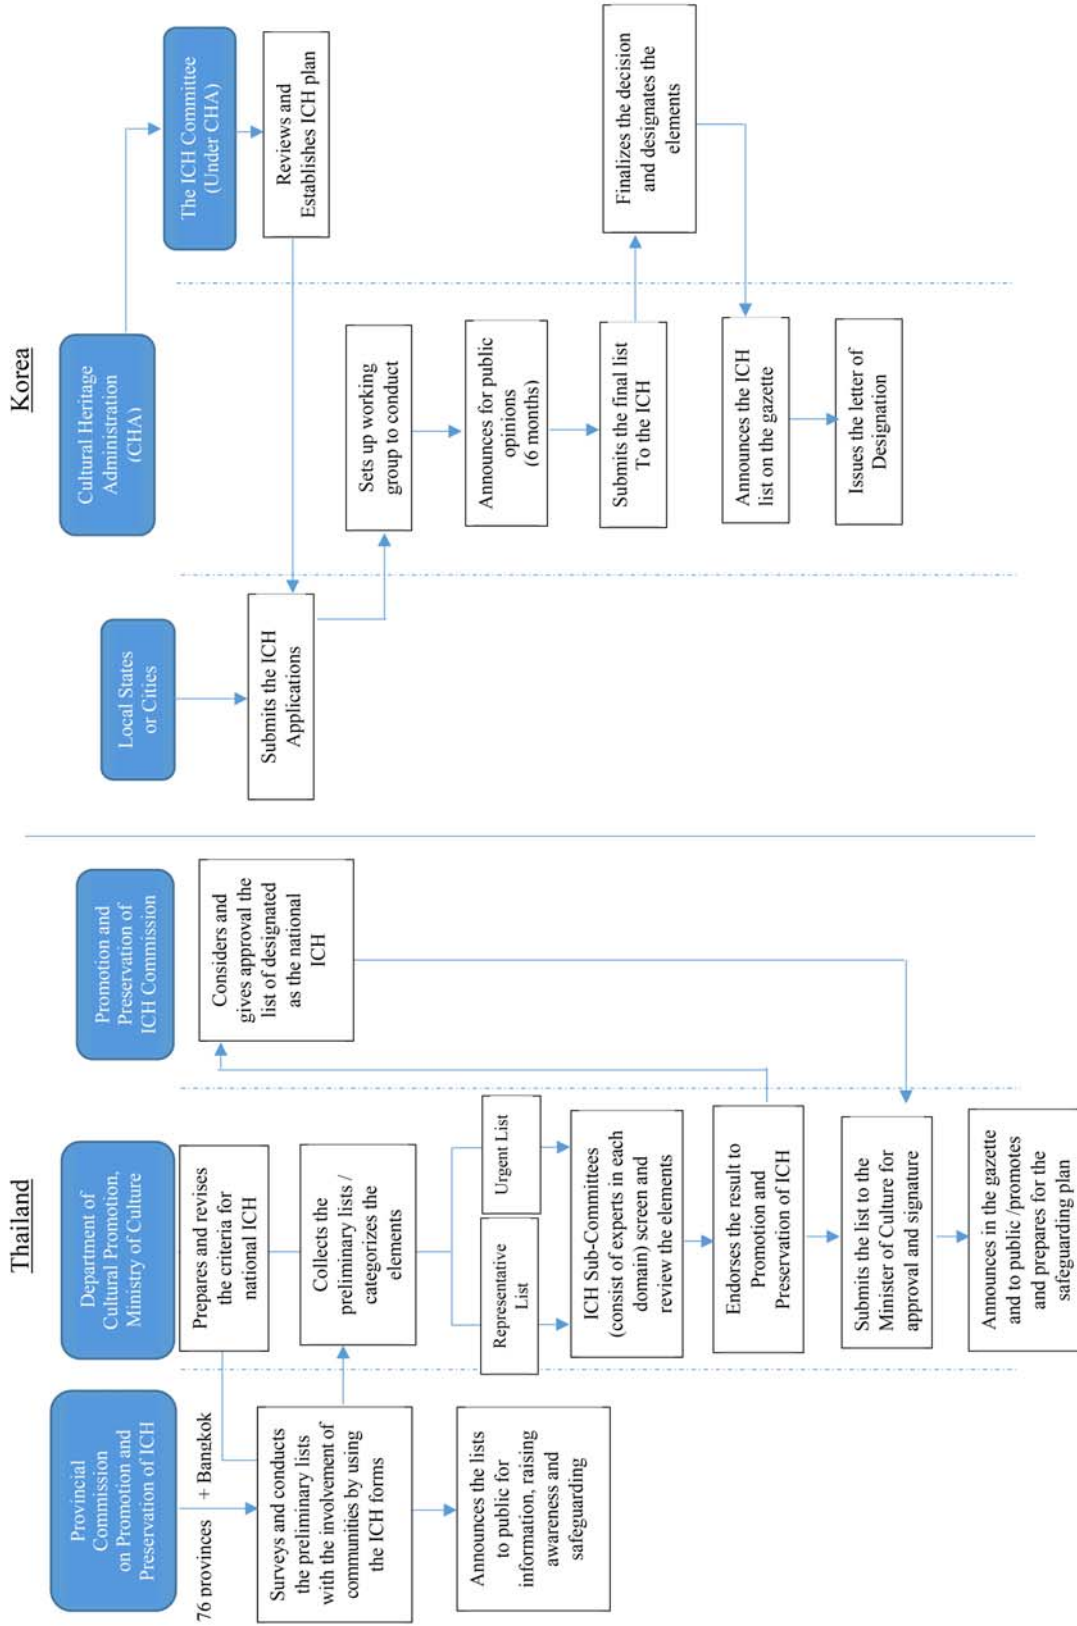 Thailand
Provincial
Commission
on Promotion and
Preservation of ICH
76 provinces + Bangkok
Surveys and conducts
the preliminary lists
with the involvement of
communities by using
the ICH forms
Announces the lists
to public for
information, raising
awareness and
safeguarding
Department of
Cultural Promotion,
Ministry of Culture
Prepares and revises
the criteria for
national ICH
Collects the
preliminary lists /
categorizes the
elements
Representative
List
Urgent List
ICH Sub-Committees
(consist of experts in each
domain) screen and
review the elements
Endorses the result to
Promotion and
Preservation of ICH
Submits the list to the
Minister of Culture for
approval and signature
Announces in the gazette
and to public /promotes
and prepares for the
safeguarding plan
Promotion and
Preservation of
ICH Commission
Considers and
gives approval the
list of designated
as the national
ICH
Korea
Local States
or Cities
Submits the ICH
Applications
Cultural Heritage
Administration
(CHA)
Sets up working
group to conduct
Announces for public
opinions
(6 months)
Submits the final list
To the ICH
Announces the ICH
list on the gazette
Issues the letter of
Designation
The ICH Committee
(Under CHA)
Reviews and
Establishes ICH plan
Finalizes the decision
and designates the
elements